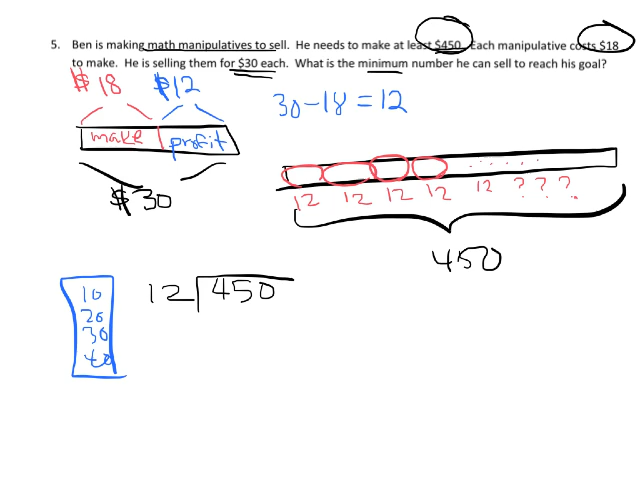 5. Ben is making math manipulatives to sell. He needs to make at least $450. Each manipulative costs $18
to make. He is selling them for $30 each. What is the minimum number he can sell to reach his goal?
$18 $12
30-18=12
make profit
$30
12 12 12 12 12 ? ? ?
450
12 450
10
20
30
40